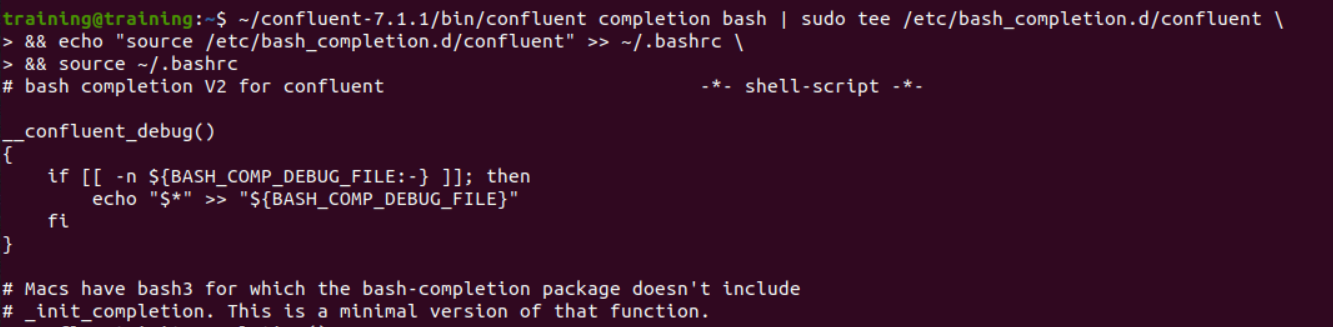 training@training:~$ ~/confluent-7.1.1/bin/confluent completion bash | sudo tee /etc/bash_completion.d/confluent \
> && echo "source /etc/bash_completion.d/confluent" >> ~/.bashrc \
> && source ~/.bashrc
# bash completion V2 for confluent                            -*- shell-script -*-

__confluent_debug()
{
    if [[ -n ${BASH_COMP_DEBUG_FILE:-} ]]; then
        echo "$*" >> "${BASH_COMP_DEBUG_FILE}"
    fi
}

# Macs have bash3 for which the bash-completion package doesn't include
# _init_completion. This is a minimal version of that function.